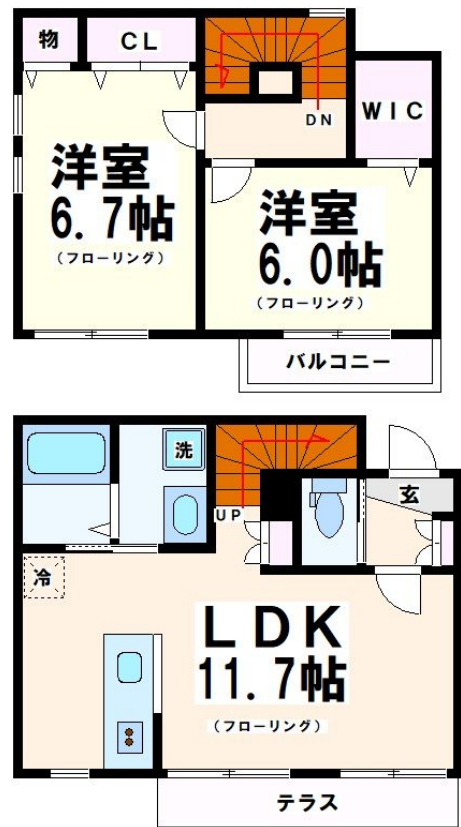 物
CL
DN
WIC
洋室
6.7帖
(フローリング)
洋室
6.0帖
(フローリング)
バルコニー
洗
玄
UP
冷
LDK
11.7帖
(フローリング)
テラス